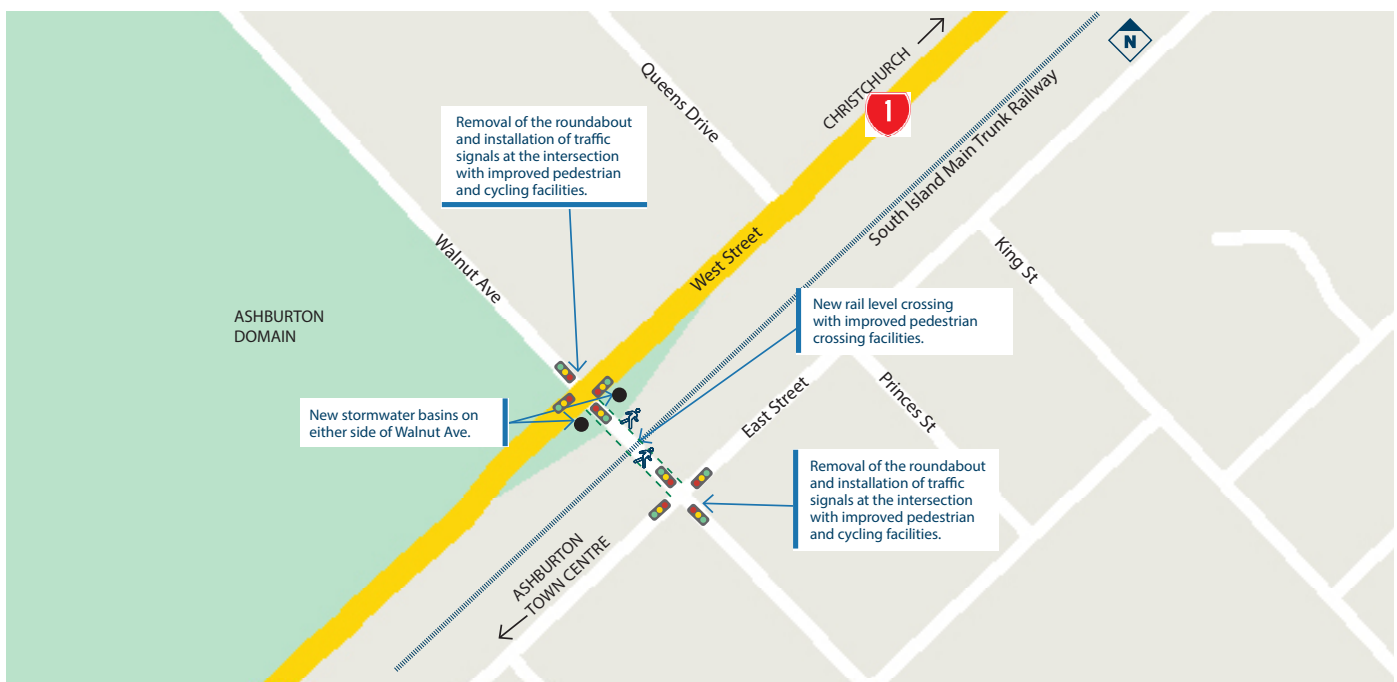 N
CHRISTCHURCH
1
Queens Drive
South Island Main Trunk Railway
Removal of the roundabout
and installation of traffic
signals at the intersection
with improved pedestrian
and cycling facilities.
Walnut Ave
West Street
King St
ASHBURTON
DOMAIN
New rail level crossing
with improved pedestrian
crossing facilities.
New stormwater basins on
either side of Walnut Ave.
East Street
Princes St
Removal of the roundabout
and installation of traffic
signals at the intersection
with improved pedestrian
and cycling facilities.
ASHBURTON
TOWN CENTRE